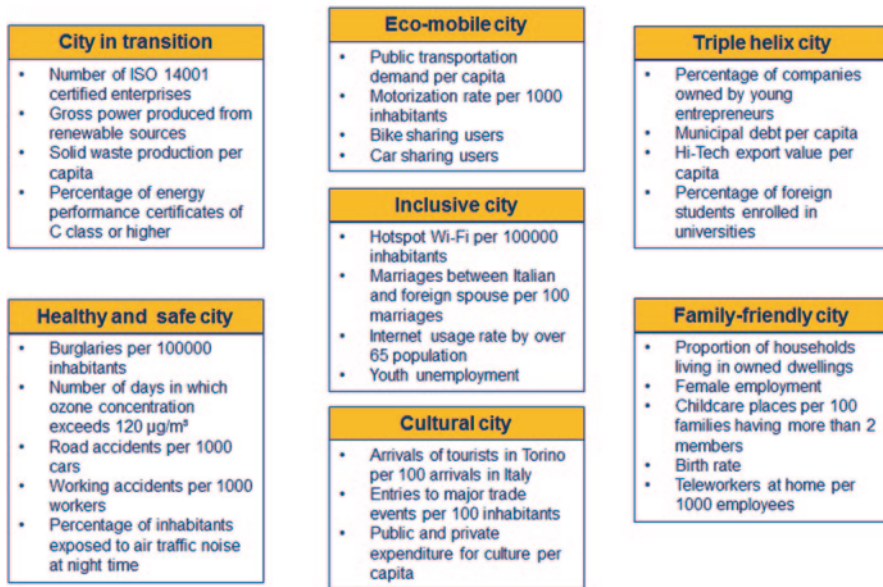 City in transition
• Number of ISO 14001
certified enterprises
• Gross power produced from
renewable sources
• Solid waste production per
capita
• Percentage of energy
performance certificates of
C class or higher
Healthy and safe city
• Burglaries per 100000
inhabitants
• Number of days in which
ozone concentration
exceeds 120 µg/m³
• Road accidents per 1000
cars
• Working accidents per 1000
workers
• Percentage of inhabitants
exposed to air traffic noise
at night time
Eco-mobile city
• Public transportation
demand per capita
• Motorization rate per 1000
inhabitants
• Bike sharing users
• Car sharing users
Inclusive city
• Hotspot Wi-Fi per 100000
inhabitants
• Marriages between Italian
and foreign spouse per 100
marriages
• Internet usage rate by over
65 population
• Youth unemployment
Cultural city
• Arrivals of tourists in Torino
per 100 arrivals in Italy
• Entries to major trade
events per 100 inhabitants
• Public and private
expenditure for culture per
capita
Triple helix city
• Percentage of companies
owned by young
entrepreneurs
• Municipal debt per capita
• Hi-Tech export value per
capita
• Percentage of foreign
students enrolled in
universities
Family-friendly city
• Proportion of households
living in owned dwellings
• Female employment
• Childcare places per 100
families having more than 2
members
• Birth rate
• Teleworkers at home per
1000 employees